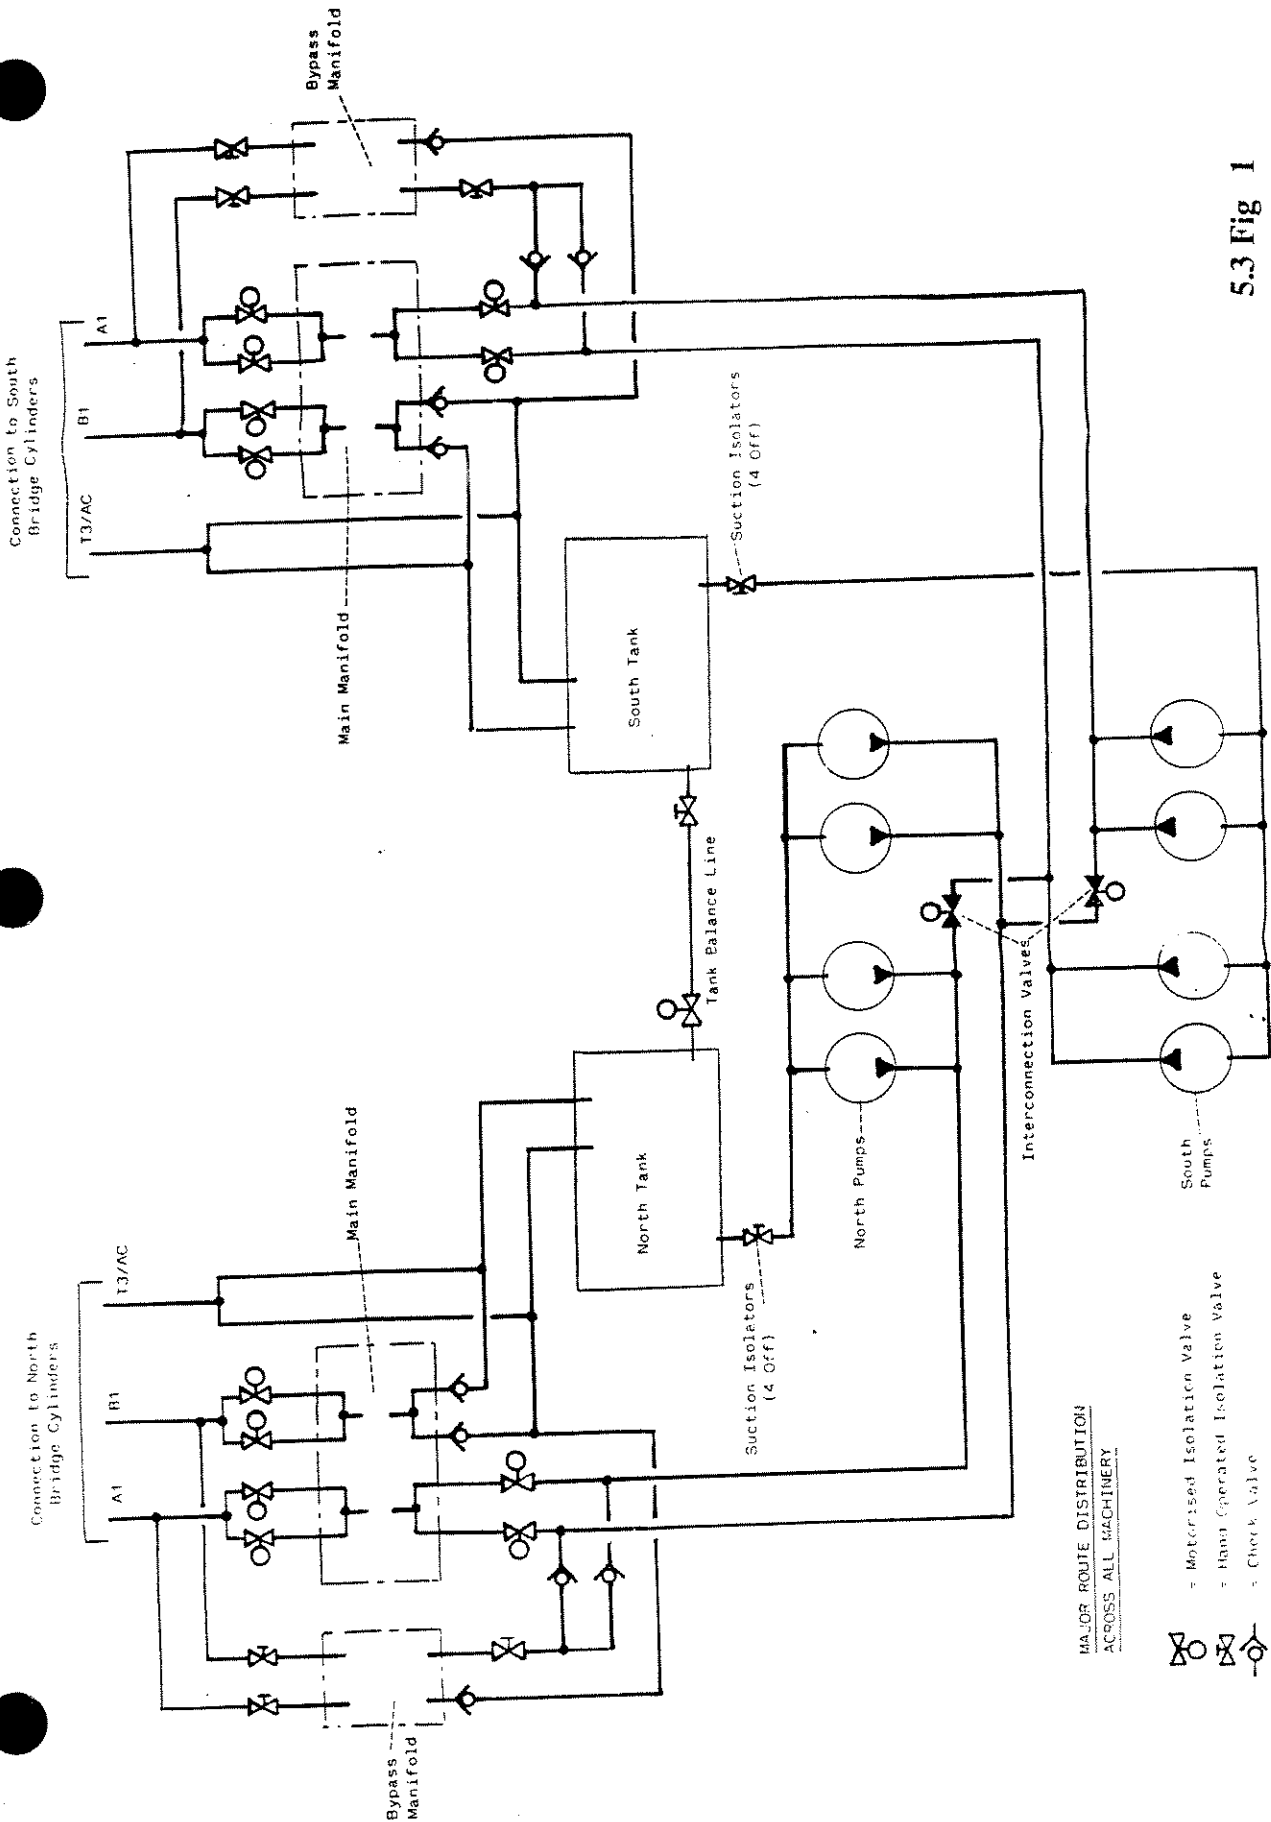 Connection to North
Bridge Cylinders
A1
B1
T3/AC
Main Manifold
Bypass
Manifold
North Tank
Suction Isolators
(4 Off)
North Pumps
Tank Balance Line
Interconnection Valves
South
Pumps
Connection to South
Bridge Cylinders
T3/AC
B1
A1
Main Manifold
Bypass
Manifold
South Tank
Suction Isolators
(4 Off)
MAJOR ROUTE DISTRIBUTION
ACROSS ALL MACHINERY
= Motorised Isolation Valve
= Hand Operated Isolation Valve
= Check Valve
5.3 Fig 1